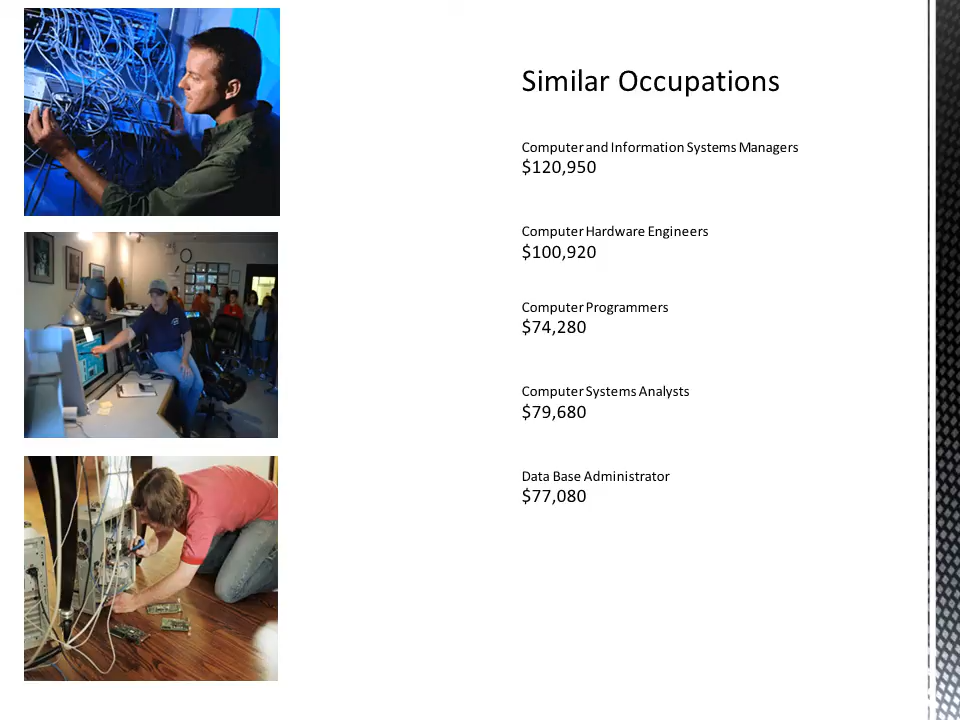 Similar Occupations
Computer and Information Systems Managers
$120,950
Computer Hardware Engineers
$100,920
Computer Programmers
$74,280
Computer Systems Analysts
$79,680
Data Base Administrator
$77,080